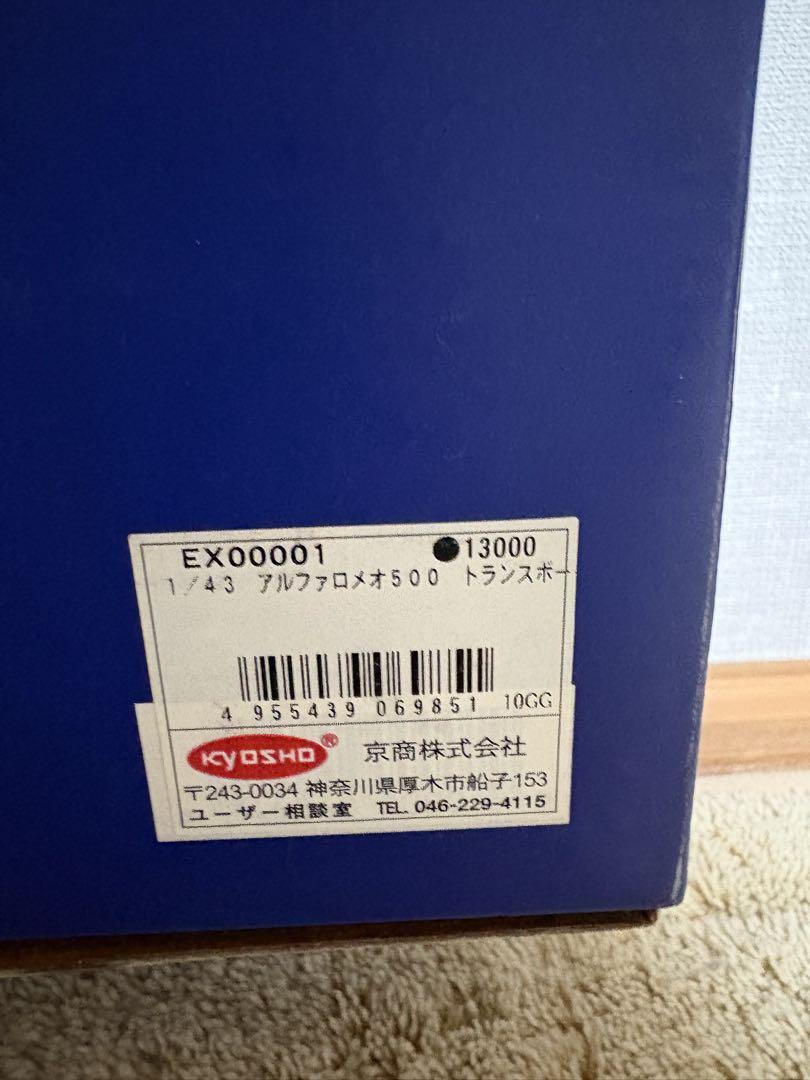 EX00001 ●13000
1/43 アルファロメオ500 トランスポー
4 955439 069851 10GG
KYOSHO® 京商株式会社
〒243-0034 神奈川県厚木市船子153
ユーザー相談室 TEL. 046-229-4115